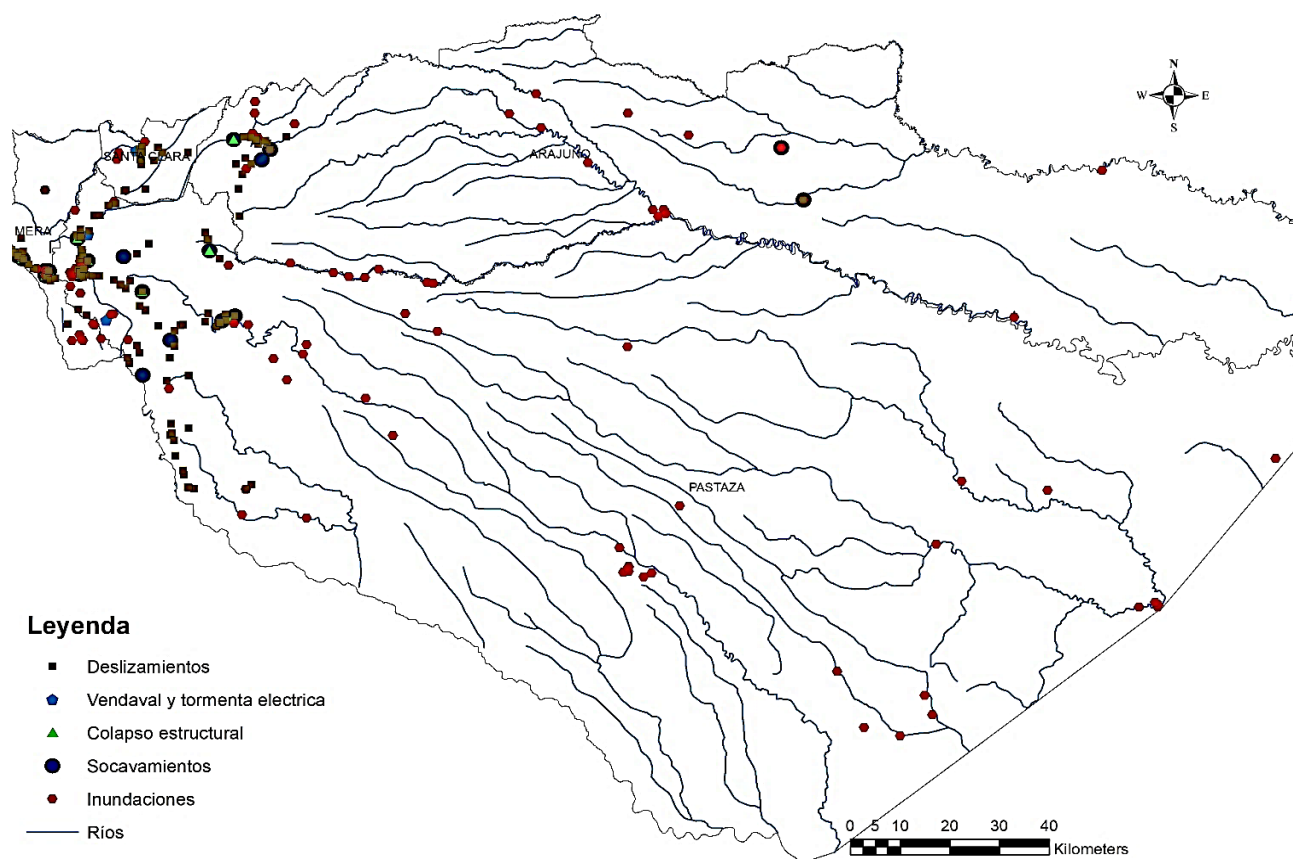 N
W E
S
SANTA CLARA
ARAJUNO
MERA
PASTAZA
Leyenda
Deslizamientos
Vendaval y tormenta electrica
Colapso estructural
Socavamientos
Inundaciones
Ríos
0 5 10 20 30 40
Kilometers